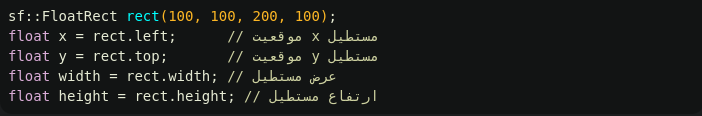 sf::FloatRect rect(100, 100, 200, 100);
float x = rect.left;      // موقعیت x مستطیل
float y = rect.top;       // موقعیت y مستطیل
float width = rect.width; // عرض مستطیل
float height = rect.height; // ارتفاع مستطیل